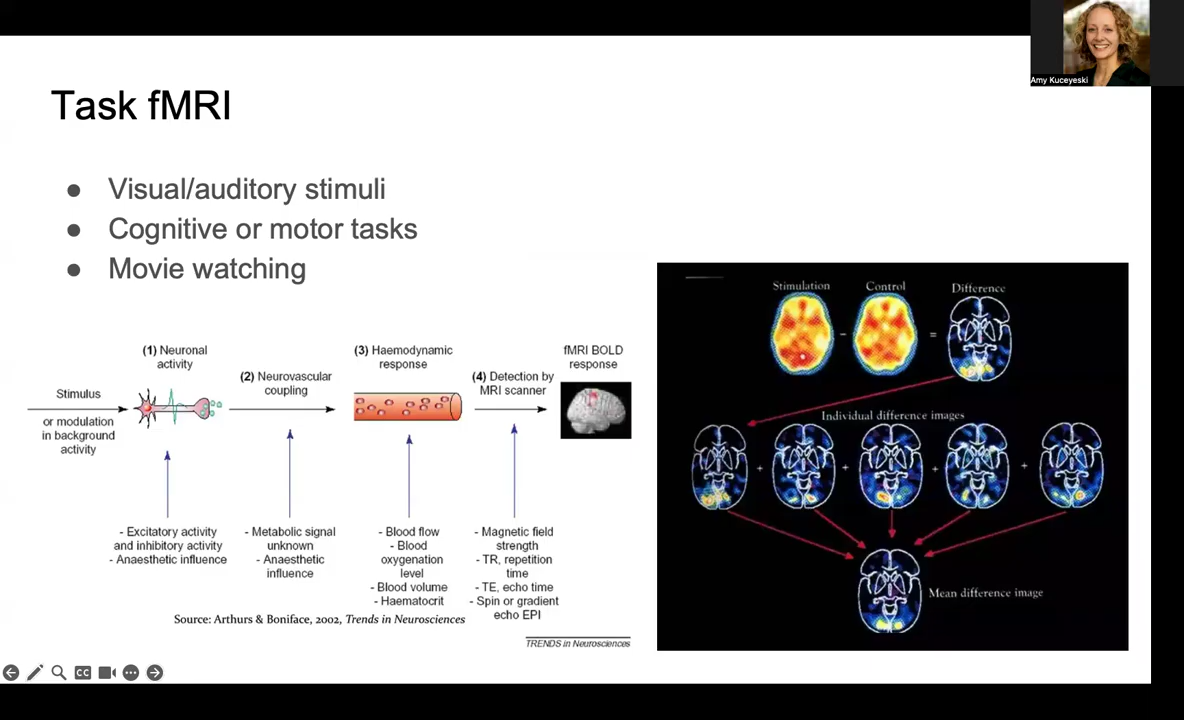 Amy Kuceyeski
Task fMRI
● Visual/auditory stimuli
● Cognitive or motor tasks
● Movie watching
Stimulus
or modulation
in background
activity
(1) Neuronal
activity
(2) Neurovascular
coupling
(3) Haemodynamic
response
(4) Detection by
MRI scanner
fMRI BOLD
response
- Excitatory activity
and inhibitory activity
- Anaesthetic influence
- Metabolic signal
unknown
- Anaesthetic
influence
- Blood flow
- Blood
oxygenation
level
- Blood volume
- Haematocrit
- Magnetic field
strength
- TR, repetition
time
- TE, echo time
- Spin or gradient
echo EPI
Source: Arthurs & Boniface, 2002, Trends in Neurosciences
TRENDS in Neurosciences
Stimulation
Control
Difference
-
=
Individual difference images
+ + + +
Mean difference image
CC